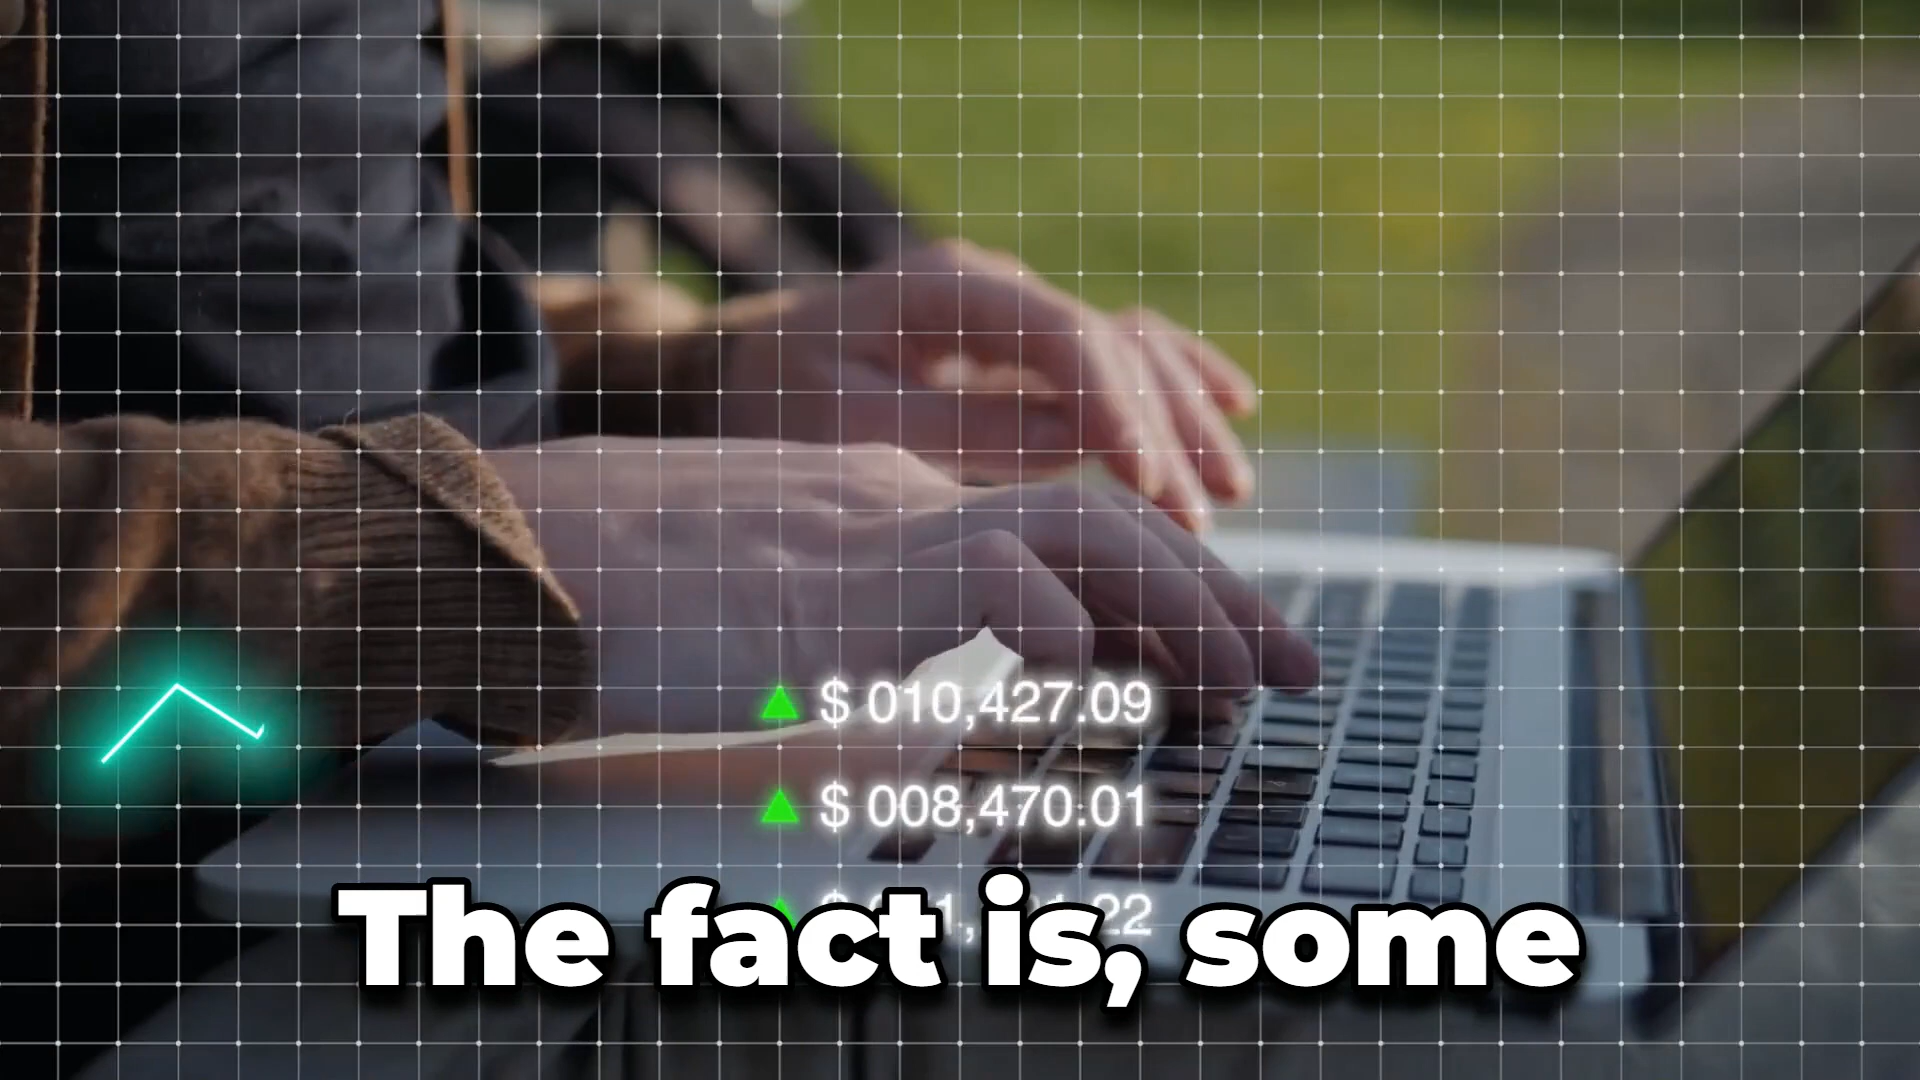 $ 010,427.09
$ 008,470.01
The fact is, some